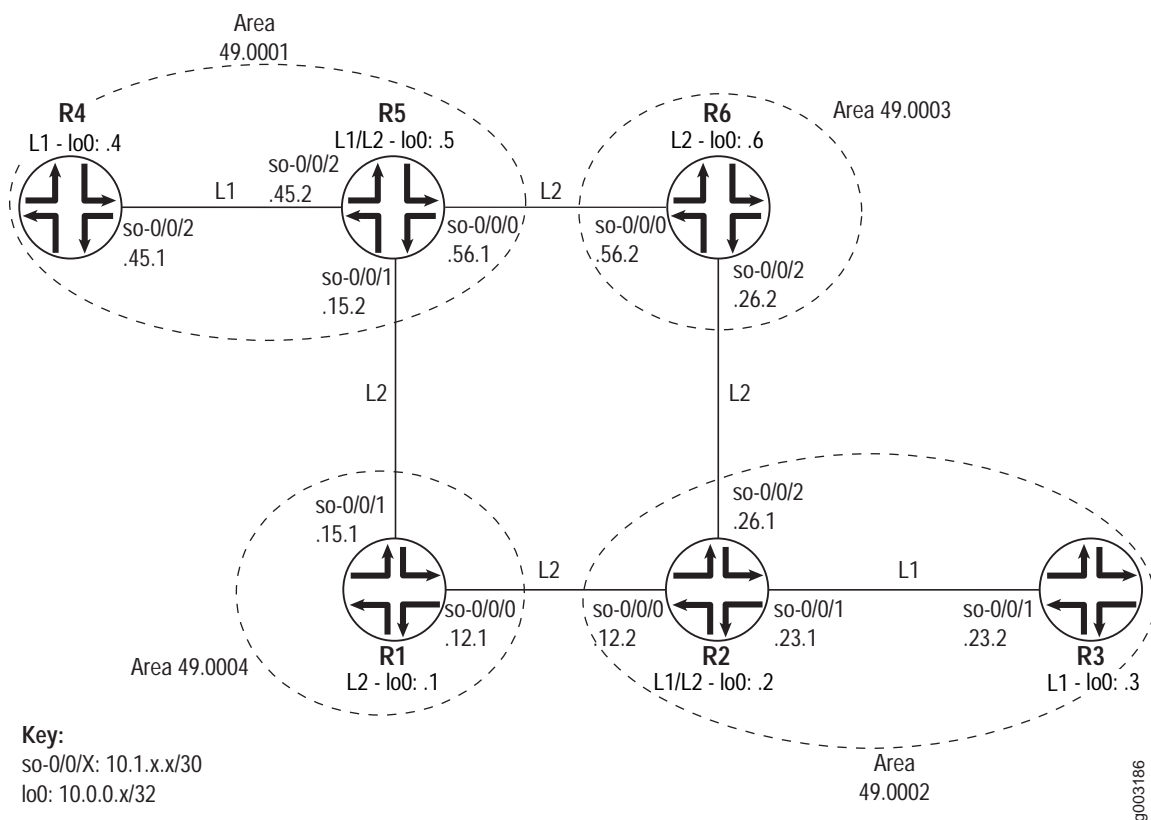 Area
49.0001
R4
L1 - lo0: .4
R5
L1/L2 - lo0: .5
R6
L2 - lo0: .6
Area 49.0003
so-0/0/2
.45.2
L1
L2
so-0/0/2
.45.1
so-0/0/0
.56.1
so-0/0/0
.56.2
so-0/0/1
.15.2
so-0/0/2
.26.2
L2
L2
so-0/0/1
.15.1
so-0/0/2
.26.1
L2
L1
so-0/0/0
.12.1
so-0/0/0
.12.2
so-0/0/1
.23.1
so-0/0/1
.23.2
Area 49.0004
R1
L2 - lo0: .1
R2
L1/L2 - lo0: .2
R3
L1 - lo0: .3
Key:
so-0/0/X: 10.1.x.x/30
lo0: 10.0.0.x/32
Area
49.0002
g003186